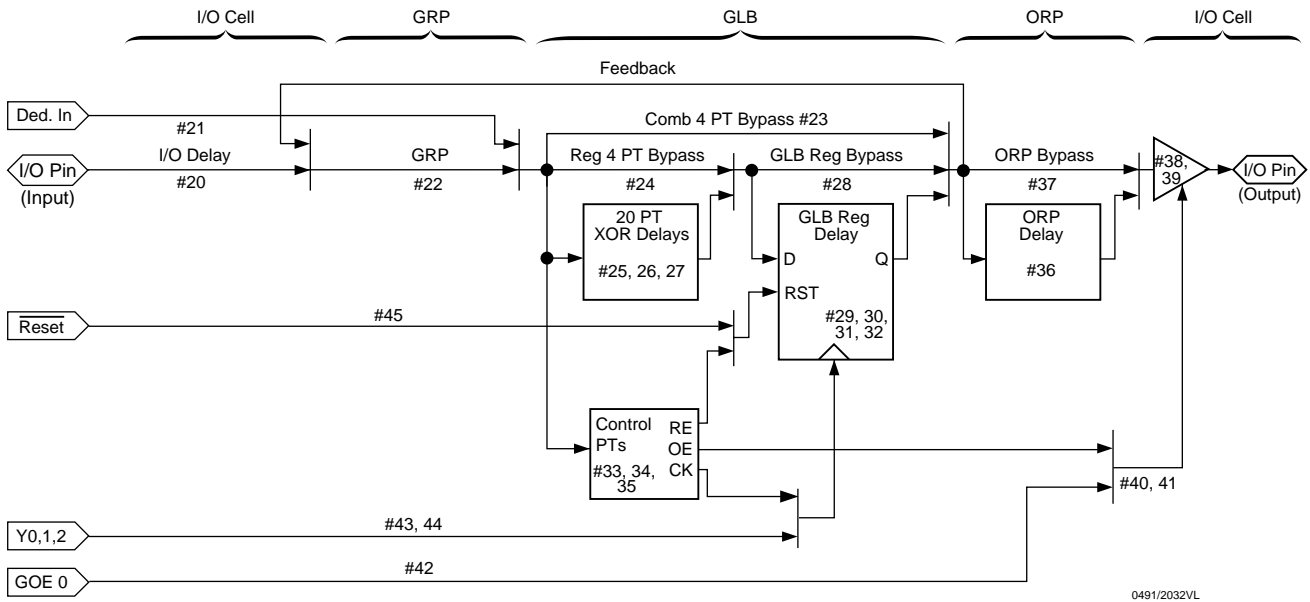 I/O Cell
GRP
GLB
ORP
I/O Cell
Feedback
Ded. In
#21
Comb 4 PT Bypass #23
I/O Pin
(Input)
I/O Delay
#20
GRP
#22
Reg 4 PT Bypass
#24
GLB Reg Bypass
#28
ORP Bypass
#37
#38,
39
I/O Pin
(Output)
20 PT
XOR Delays
#25, 26, 27
GLB Reg
Delay
D
Q
RST
#29, 30,
31, 32
ORP
Delay
#36
Reset
#45
Control
PTs
RE
OE
CK
#33, 34,
35
#40, 41
Y0,1,2
#43, 44
GOE 0
#42
0491/2032VL